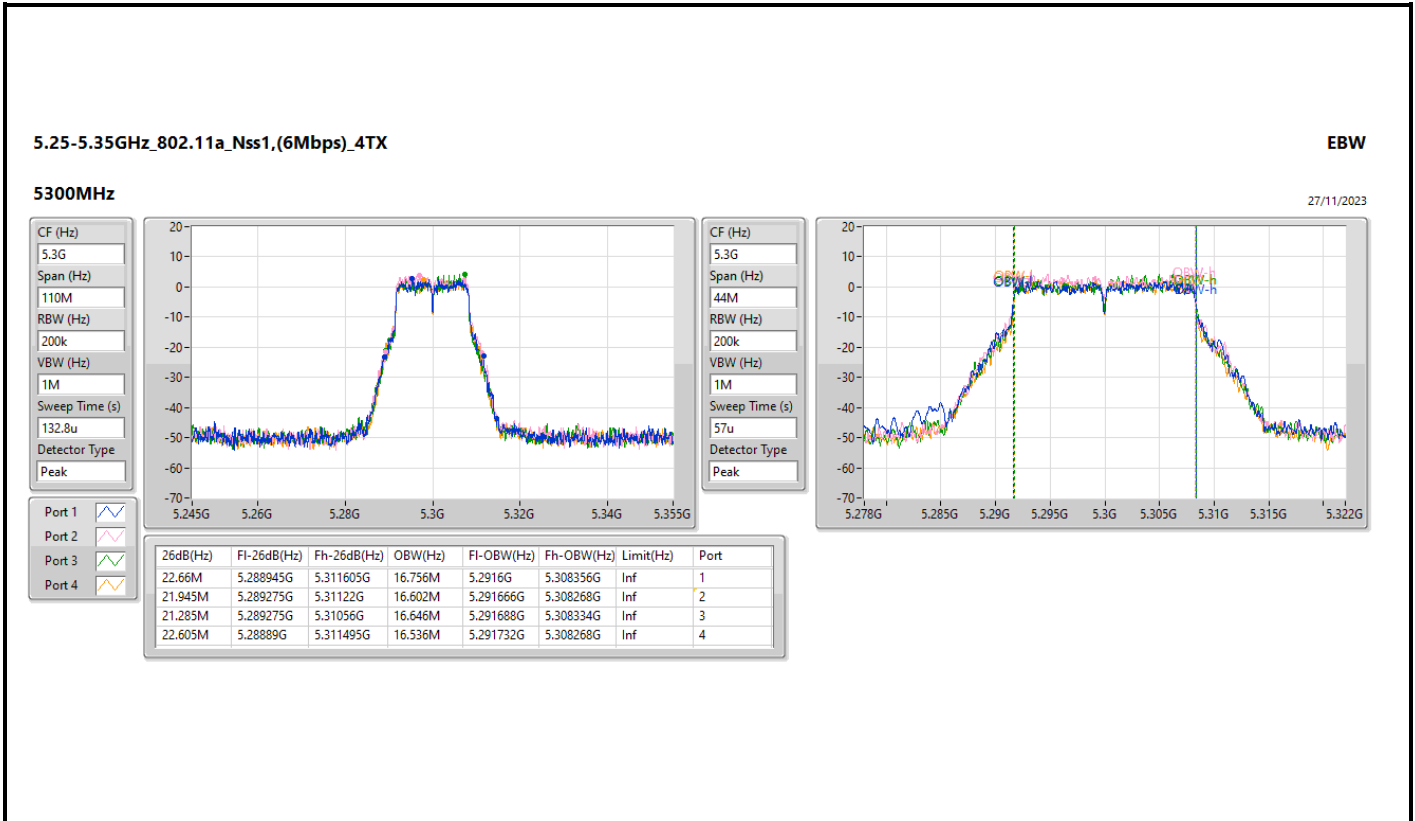 5.25-5.35GHz_802.11a_Nss1,(6Mbps)_4TX
EBW
5300MHz
27/11/2023
CF (Hz)
5.3G
Span (Hz)
110M
RBW (Hz)
200k
VBW (Hz)
1M
Sweep Time (s)
132.8u
Detector Type
Peak
20
10
0
-10
-20
-30
-40
-50
-60
-70
5.245G 5.26G 5.28G 5.3G 5.32G 5.34G 5.355G
CF (Hz)
5.3G
Span (Hz)
44M
RBW (Hz)
200k
VBW (Hz)
1M
Sweep Time (s)
57u
Detector Type
Peak
20
10
0
-10
-20
-30
-40
-50
-60
-70
OBW-h
OBW-h
5.278G 5.285G 5.29G 5.295G 5.3G 5.305G 5.31G 5.315G 5.322G
Port 1
Port 2
Port 3
Port 4
26dB(Hz) Fl-26dB(Hz) Fh-26dB(Hz) OBW(Hz) Fl-OBW(Hz) Fh-OBW(Hz) Limit(Hz) Port
22.66M 5.288945G 5.311605G 16.756M 5.2916G 5.308356G Inf 1
21.945M 5.289275G 5.31122G 16.602M 5.291666G 5.308268G Inf 2
21.285M 5.289275G 5.31056G 16.646M 5.291688G 5.308334G Inf 3
22.605M 5.28889G 5.311495G 16.536M 5.291732G 5.308268G Inf 4